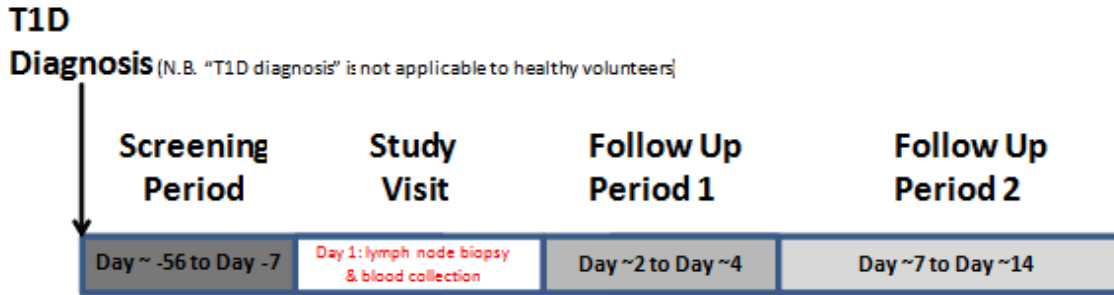 T1D
Diagnosis (N.B. "T1D diagnosis" is not applicable to healthy volunteers)
Screening
Period
Study
Visit
Follow Up
Period 1
Follow Up
Period 2
Day ~ -56 to Day -7
Day 1: lymph node biopsy
& blood collection
Day ~2 to Day ~4
Day ~7 to Day ~14